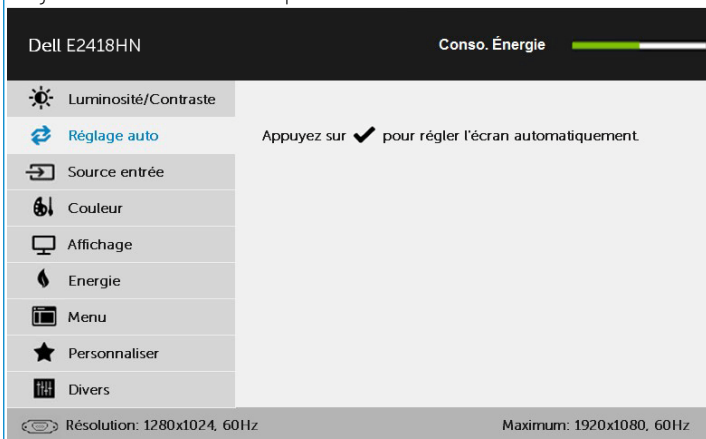 Dell E2418HN
Conso. Énergie
Luminosité/Contraste
Réglage auto
Appuyez sur ✔ pour régler l'écran automatiquement.
Source entrée
Couleur
Affichage
Energie
Menu
Personnaliser
Divers
Résolution: 1280x1024, 60Hz
Maximum: 1920x1080, 60Hz